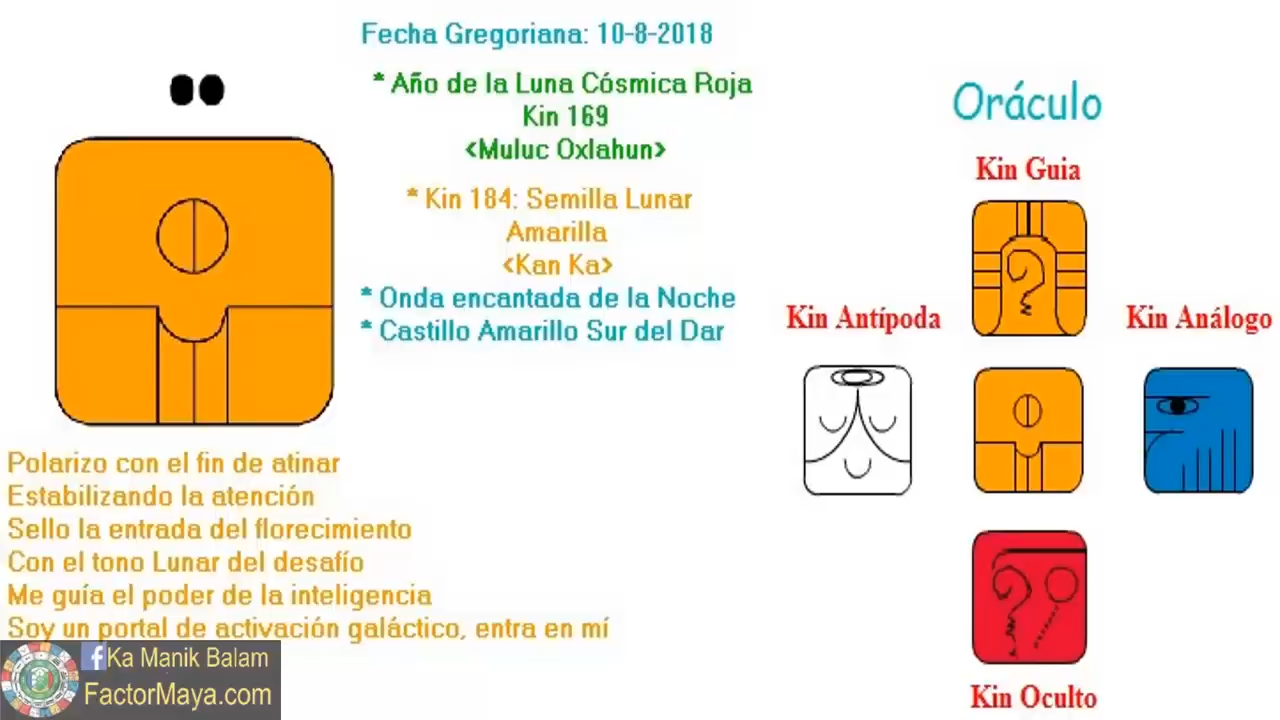 Fecha Gregoriana: 10-8-2018
* Año de la Luna Cósmica Roja
Kin 169
<Muluc Oxlahun>
* Kin 184: Semilla Lunar
Amarilla
<Kan Ka>
* Onda encantada de la Noche
* Castillo Amarillo Sur del Dar
Polarizo con el fin de atinar
Estabilizando la atención
Sello la entrada del florecimiento
Con el tono Lunar del desafío
Me guía el poder de la inteligencia
Soy un portal de activación galáctico, entra en mí
Oráculo
Kin Guia
Kin Antípoda
Kin Análogo
Kin Oculto
f Ka Manik Balam
FactorMaya.com